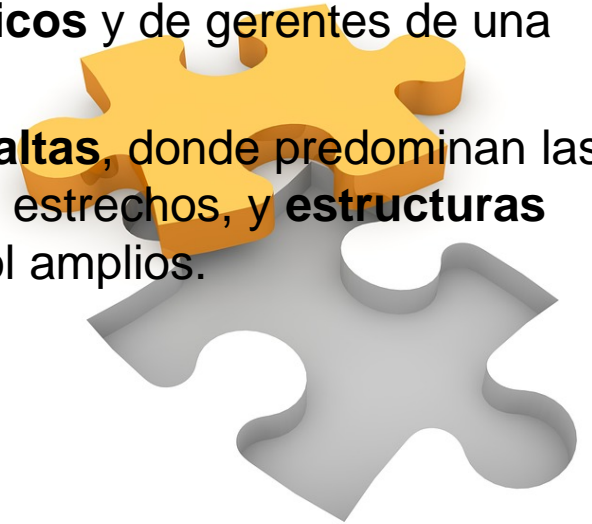 icos y de gerentes de una
altas, donde predominan las
estrechos, y estructuras
ol amplios.